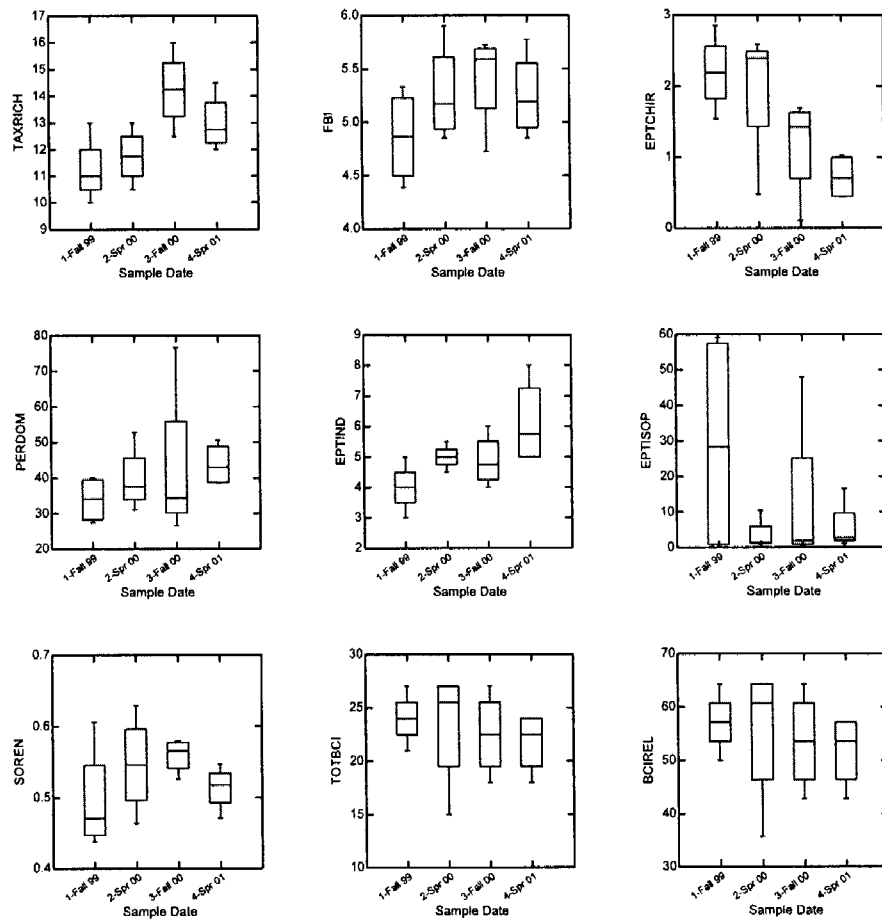 TAXRICH
17
16
15
14
13
12
11
10
9
1-Fall 99
2-Spr 00
3-Fall 00
4-Spr 01
Sample Date
FBI
6.0
5.5
5.0
4.5
4.0
1-Fall 99
2-Spr 00
3-Fall 00
4-Spr 01
Sample Date
EPTCHIR
3
2
1
0
1-Fall 99
2-Spr 00
3-Fall 00
4-Spr 01
Sample Date
PERDOM
80
70
60
50
40
30
20
1-Fall 99
2-Spr 00
3-Fall 00
4-Spr 01
Sample Date
EPTIND
9
8
7
6
5
4
3
2
1-Fall 99
2-Spr 00
3-Fall 00
4-Spr 01
Sample Date
EPTISOP
60
50
40
30
20
10
0
1-Fall 99
2-Spr 00
3-Fall 00
4-Spr 01
Sample Date
SOREN
0.7
0.6
0.5
0.4
1-Fall 99
2-Spr 00
3-Fall 00
4-Spr 01
Sample Date
TOTBCI
30
25
20
15
10
1-Fall 99
2-Spr 00
3-Fall 00
4-Spr 01
Sample Date
BCIREL
70
60
50
40
30
1-Fall 99
2-Spr 00
3-Fall 00
4-Spr 01
Sample Date